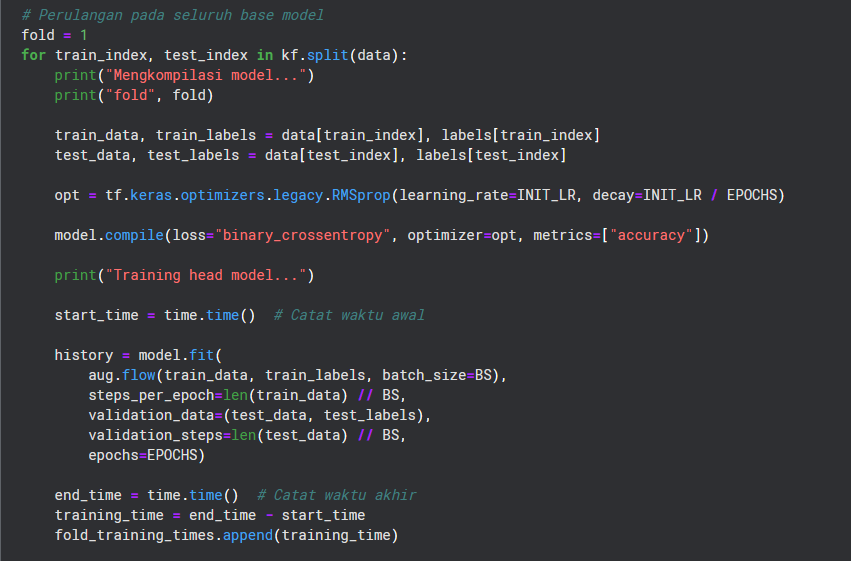 # Perulangan pada seluruh base model
fold = 1
for train_index, test_index in kf.split(data):
    print("Mengkompilasi model...")
    print("fold", fold)
    train_data, train_labels = data[train_index], labels[train_index]
    test_data, test_labels = data[test_index], labels[test_index]
    opt = tf.keras.optimizers.legacy.RMSprop(learning_rate=INIT_LR, decay=INIT_LR / EPOCHS)
    model.compile(loss="binary_crossentropy", optimizer=opt, metrics=["accuracy"])
    print("Training head model...")
    start_time = time.time()  # Catat waktu awal
    history = model.fit(
        aug.flow(train_data, train_labels, batch_size=BS),
        steps_per_epoch=len(train_data) // BS,
        validation_data=(test_data, test_labels),
        validation_steps=len(test_data) // BS,
        epochs=EPOCHS)
    end_time = time.time()  # Catat waktu akhir
    training_time = end_time - start_time
    fold_training_times.append(training_time)